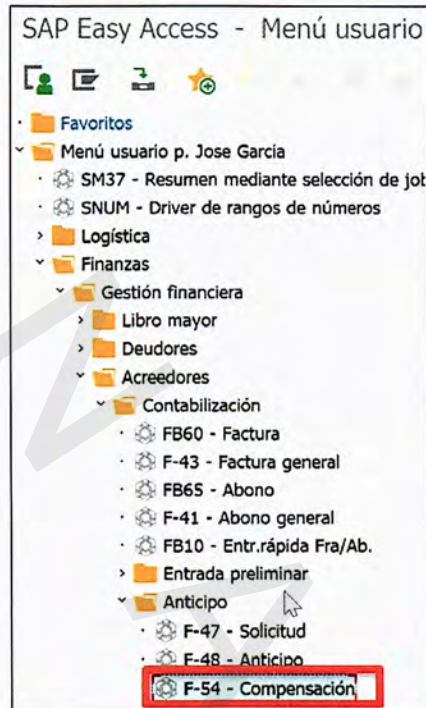 SAP Easy Access - Menú usuario
Favoritos
Menú usuario p. Jose Garcia
SM37 - Resumen mediante selección de job
SNUM - Driver de rangos de números
Logística
Finanzas
Gestión financiera
Libro mayor
Deudores
Acreedores
Contabilización
FB60 - Factura
F-43 - Factura general
FB65 - Abono
F-41 - Abono general
FB10 - Entr.rápida Fra/Ab.
Entrada preliminar
Anticipo
F-47 - Solicitud
F-48 - Anticipo
F-54 - Compensación